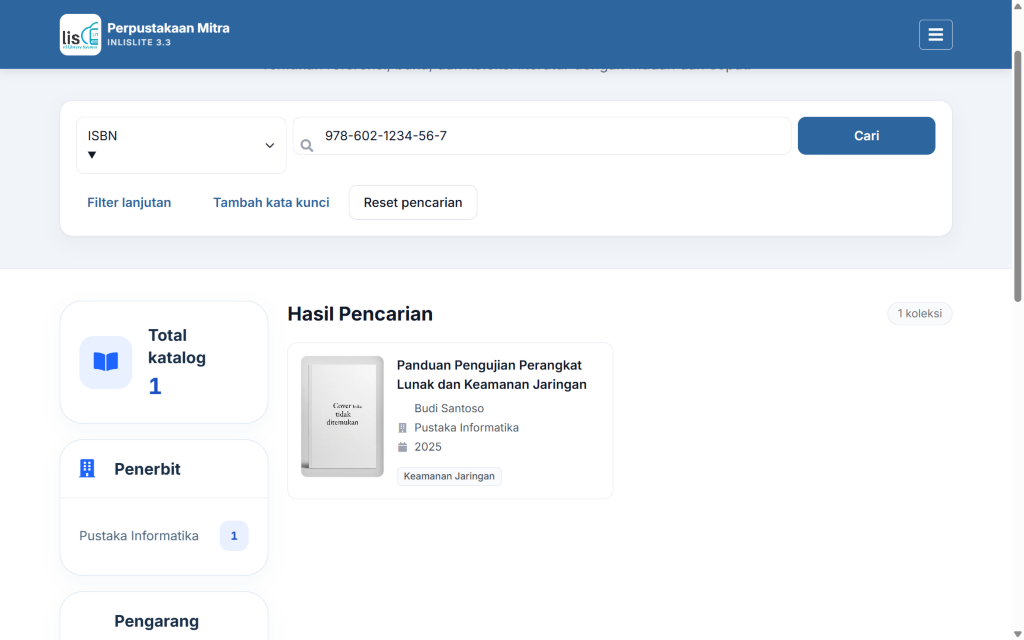 lis
Perpustakaan Mitra
INLISLITE 3.3
ISBN
978-602-1234-56-7
Cari
Filter lanjutan
Tambah kata kunci
Reset pencarian
Total
katalog
1
Hasil Pencarian
1 koleksi
Cover
tidak
ditemukan
Panduan Pengujian Perangkat
Lunak dan Keamanan Jaringan
Budi Santoso
Pustaka Informatika
2025
Keamanan Jaringan
Penerbit
Pustaka Informatika
1
Pengarang